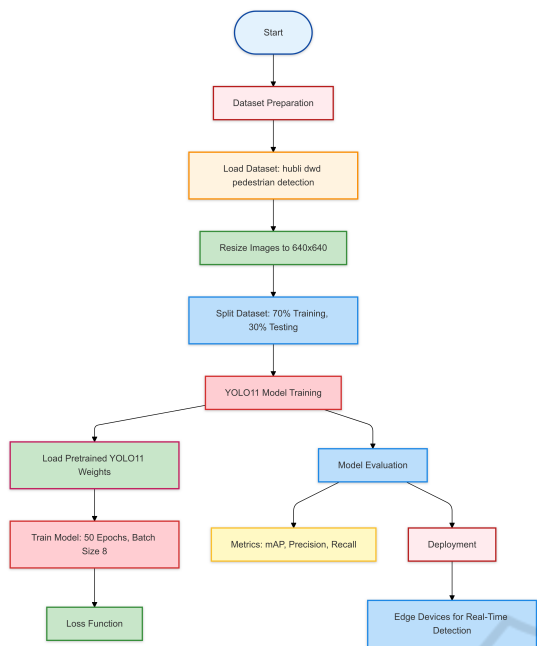 Start
Dataset Preparation
Load Dataset: hubli dwd
pedestrian detection
Resize Images to 640x640
Split Dataset: 70% Training,
30% Testing
YOLO11 Model Training
Load Pretrained YOLO11
Weights
Model Evaluation
Train Model: 50 Epochs, Batch
Size 8
Metrics: mAP, Precision, Recall
Deployment
Loss Function
Edge Devices for Real-Time
Detection